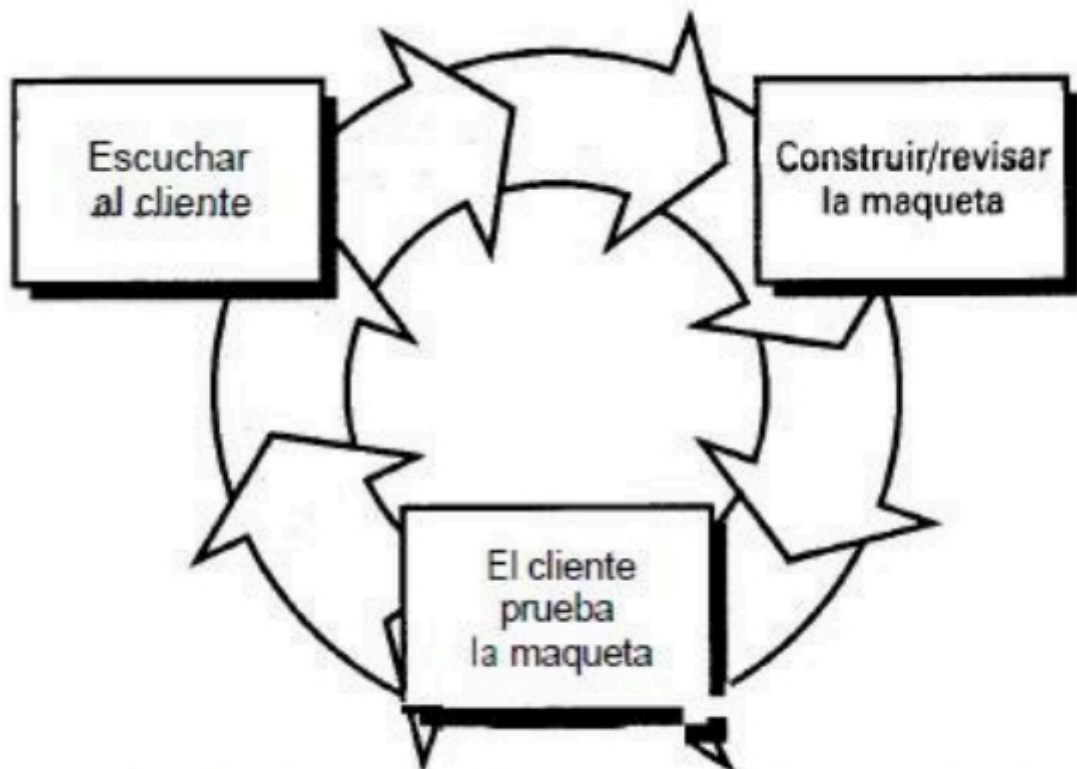 Escuchar
al cliente
Construir/revisar
la maqueta
El cliente
prueba
la maqueta